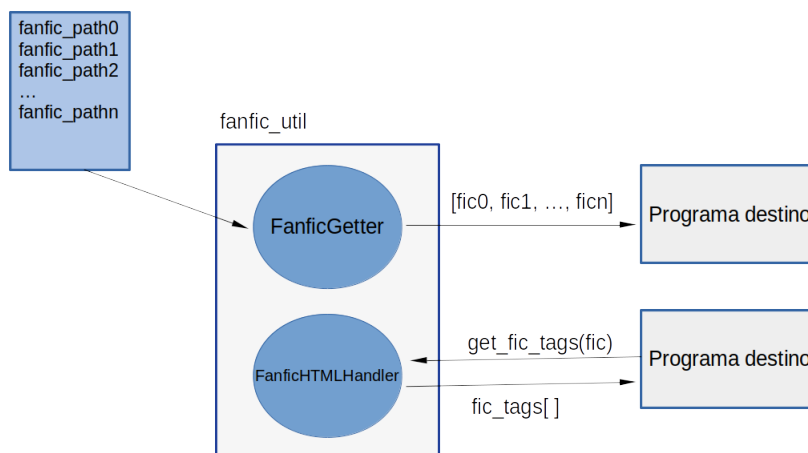 fanfic_path0
fanfic_path1
fanfic_path2
…
fanfic_pathn
fanfic_util
FanficGetter
[fic0, fic1, …, ficn]
Programa destino
FanficHTMLHandler
get_fic_tags(fic)
fic_tags[ ]
Programa destino